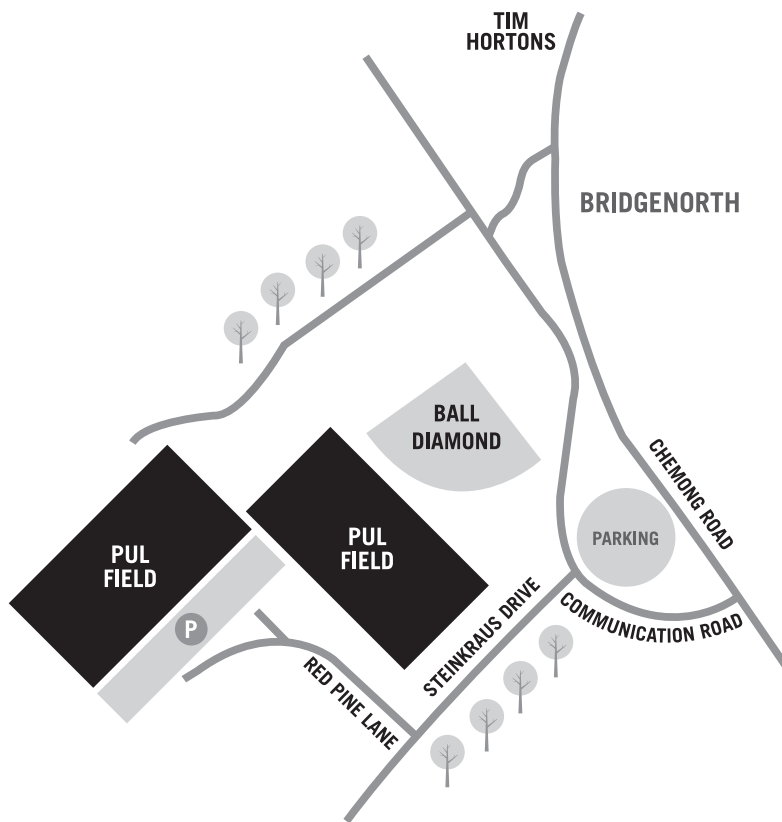 TIM
HORTONS
BRIDGENORTH
BALL
DIAMOND
CHEMONG ROAD
PUL
FIELD
PUL
FIELD
PARKING
P
STEINKRAUS DRIVE
COMMUNICATION ROAD
RED PINE LANE